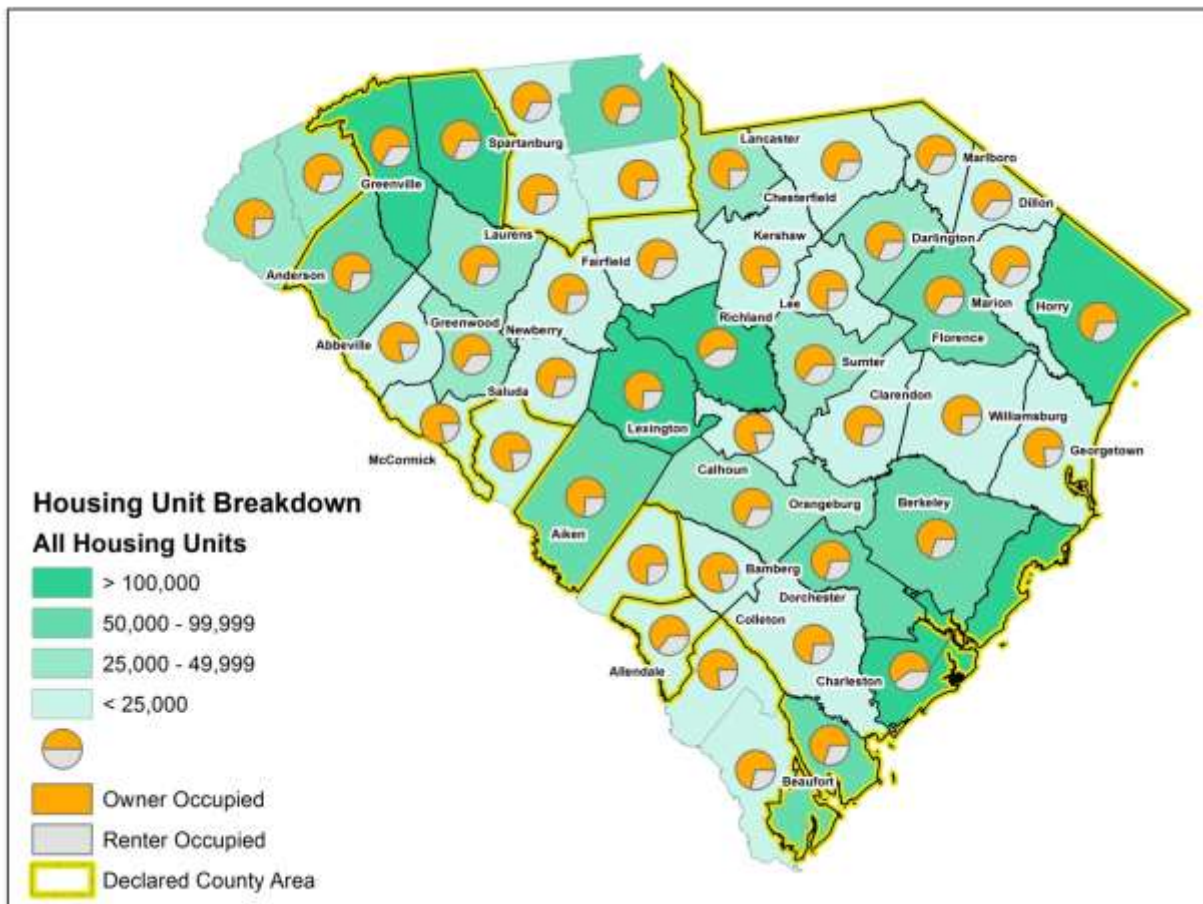 Spartanburg
Lancaster
Marlboro
Greenville
Chesterfield
Dillon
Laurens
Kershaw
Darlington
Fairfield
Anderson
Lee
Marion
Horry
Richland
Greenwood
Newberry
Abbeville
Florence
Sumter
Saluda
Clarendon
Williamsburg
Lexington
Georgetown
McCormick
Calhoun
Orangeburg
Berkeley
Aiken
Bamberg
Dorchester
Colleton
Allendale
Charleston
Beaufort
Housing Unit Breakdown
All Housing Units
> 100,000
50,000 - 99,999
25,000 - 49,999
< 25,000
Owner Occupied
Renter Occupied
Declared County Area